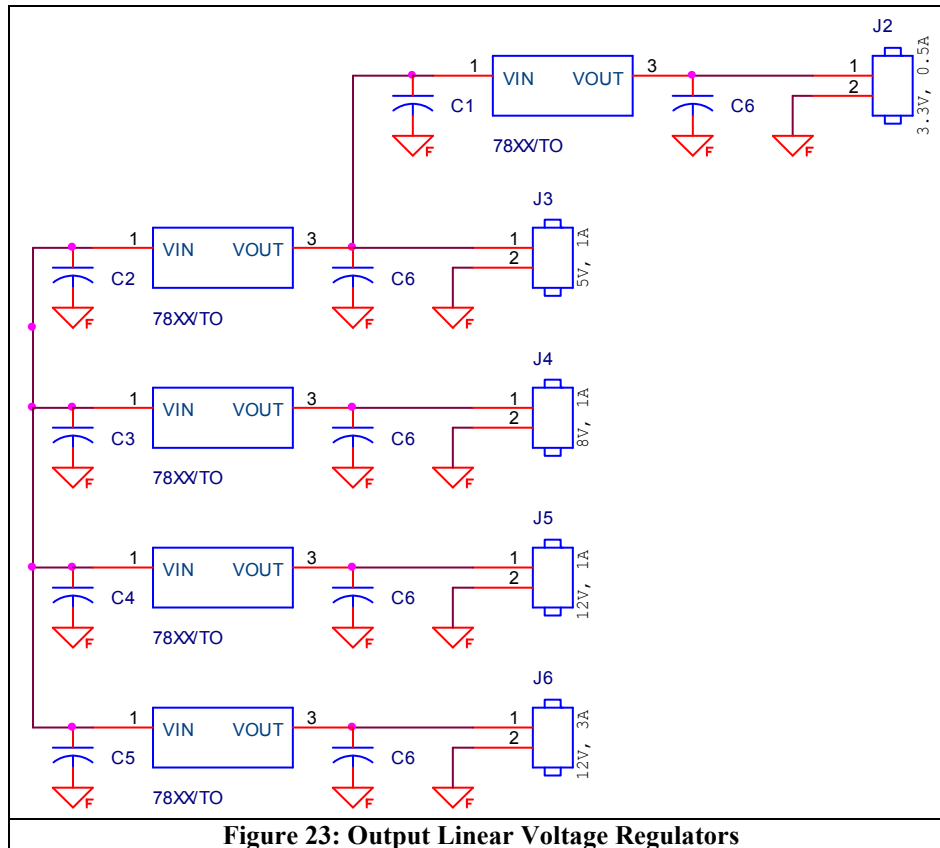 J2
1 VIN VOUT 3 1
2
C1 C6
3.3V, 0.5A
F F F
78XX/TO
J3
1 VIN VOUT 3 1
2
C2 C6
5V, 1A
F F F
78XX/TO
J4
1 VIN VOUT 3 1
2
C3 C6
8V, 1A
F F F
78XX/TO
J5
1 VIN VOUT 3 1
2
C4 C6
12V, 1A
F F F
78XX/TO
J6
1 VIN VOUT 3 1
2
C5 C6
12V, 3A
F F F
78XX/TO
Figure 23: Output Linear Voltage Regulators